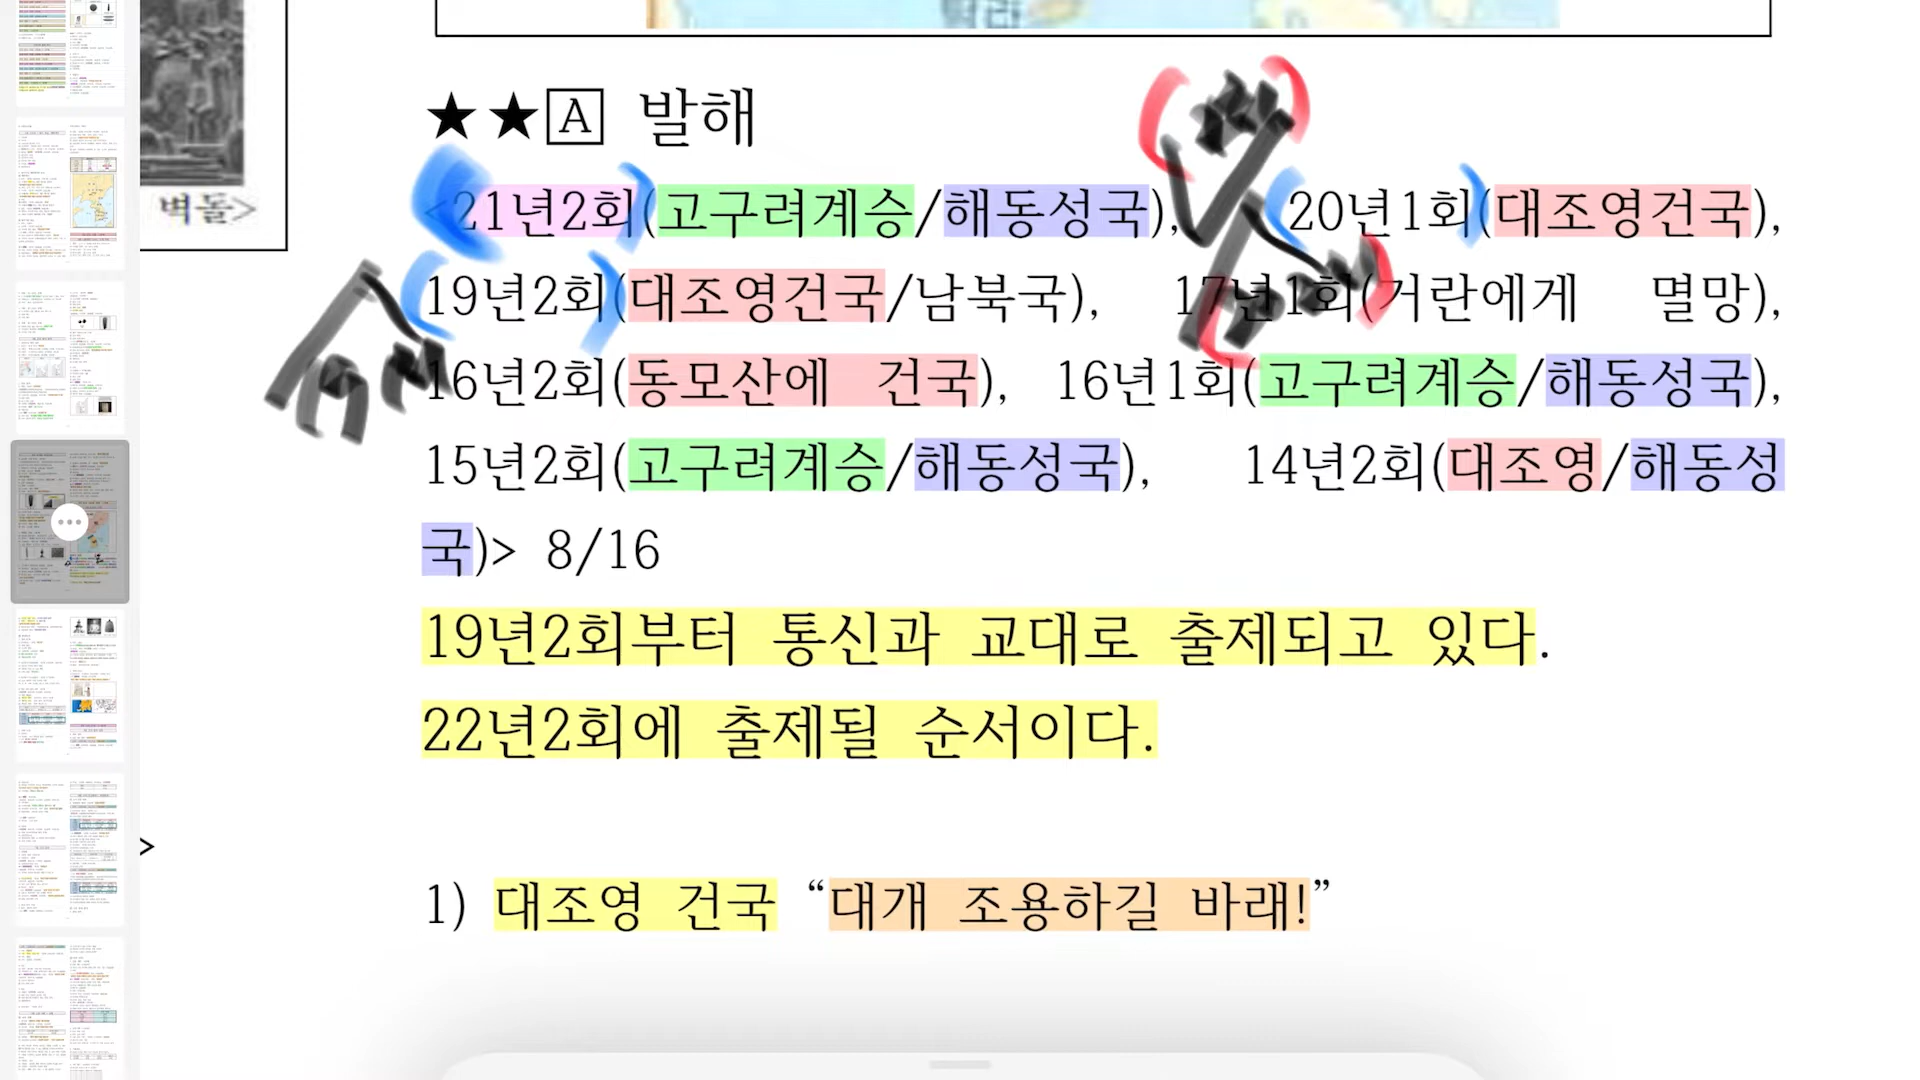 벽돌>
★★A 발해
<21년2회(고구려계승/해동성국), 20년1회(대조영건국),
19년2회(대조영건국/남북국), 17년1회(거란에게 멸망),
16년2회(동모산에 건국), 16년1회(고구려계승/해동성국),
15년2회(고구려계승/해동성국), 14년2회(대조영/해동성
국)> 8/16
19년2회부터 통신과 교대로 출제되고 있다.
22년2회에 출제될 순서이다.
>
1) 대조영 건국 “대개 조용하길 바래!”